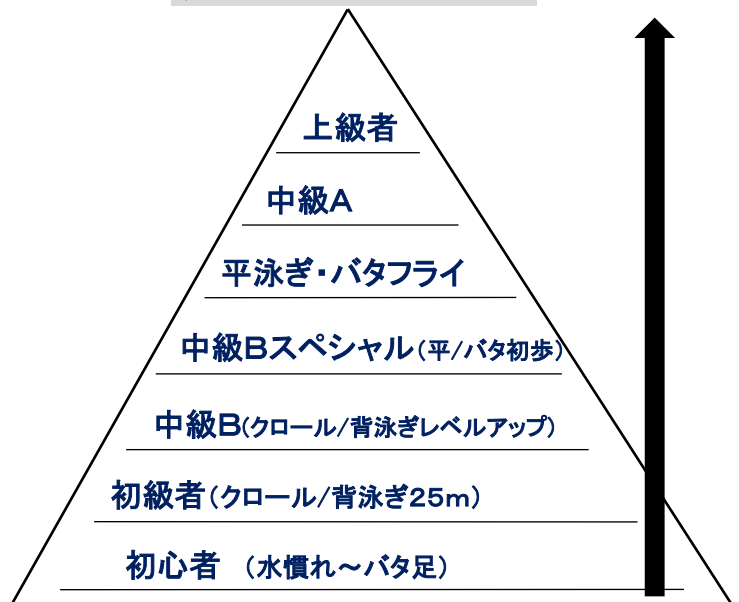 上級者
中級A
平泳ぎ・バタフライ
中級Bスペシャル(平/バタ初歩)
中級B(クロール/背泳ぎレベルアップ)
初級者(クロール/背泳ぎ25m)
初心者 (水慣れ～バタ足)